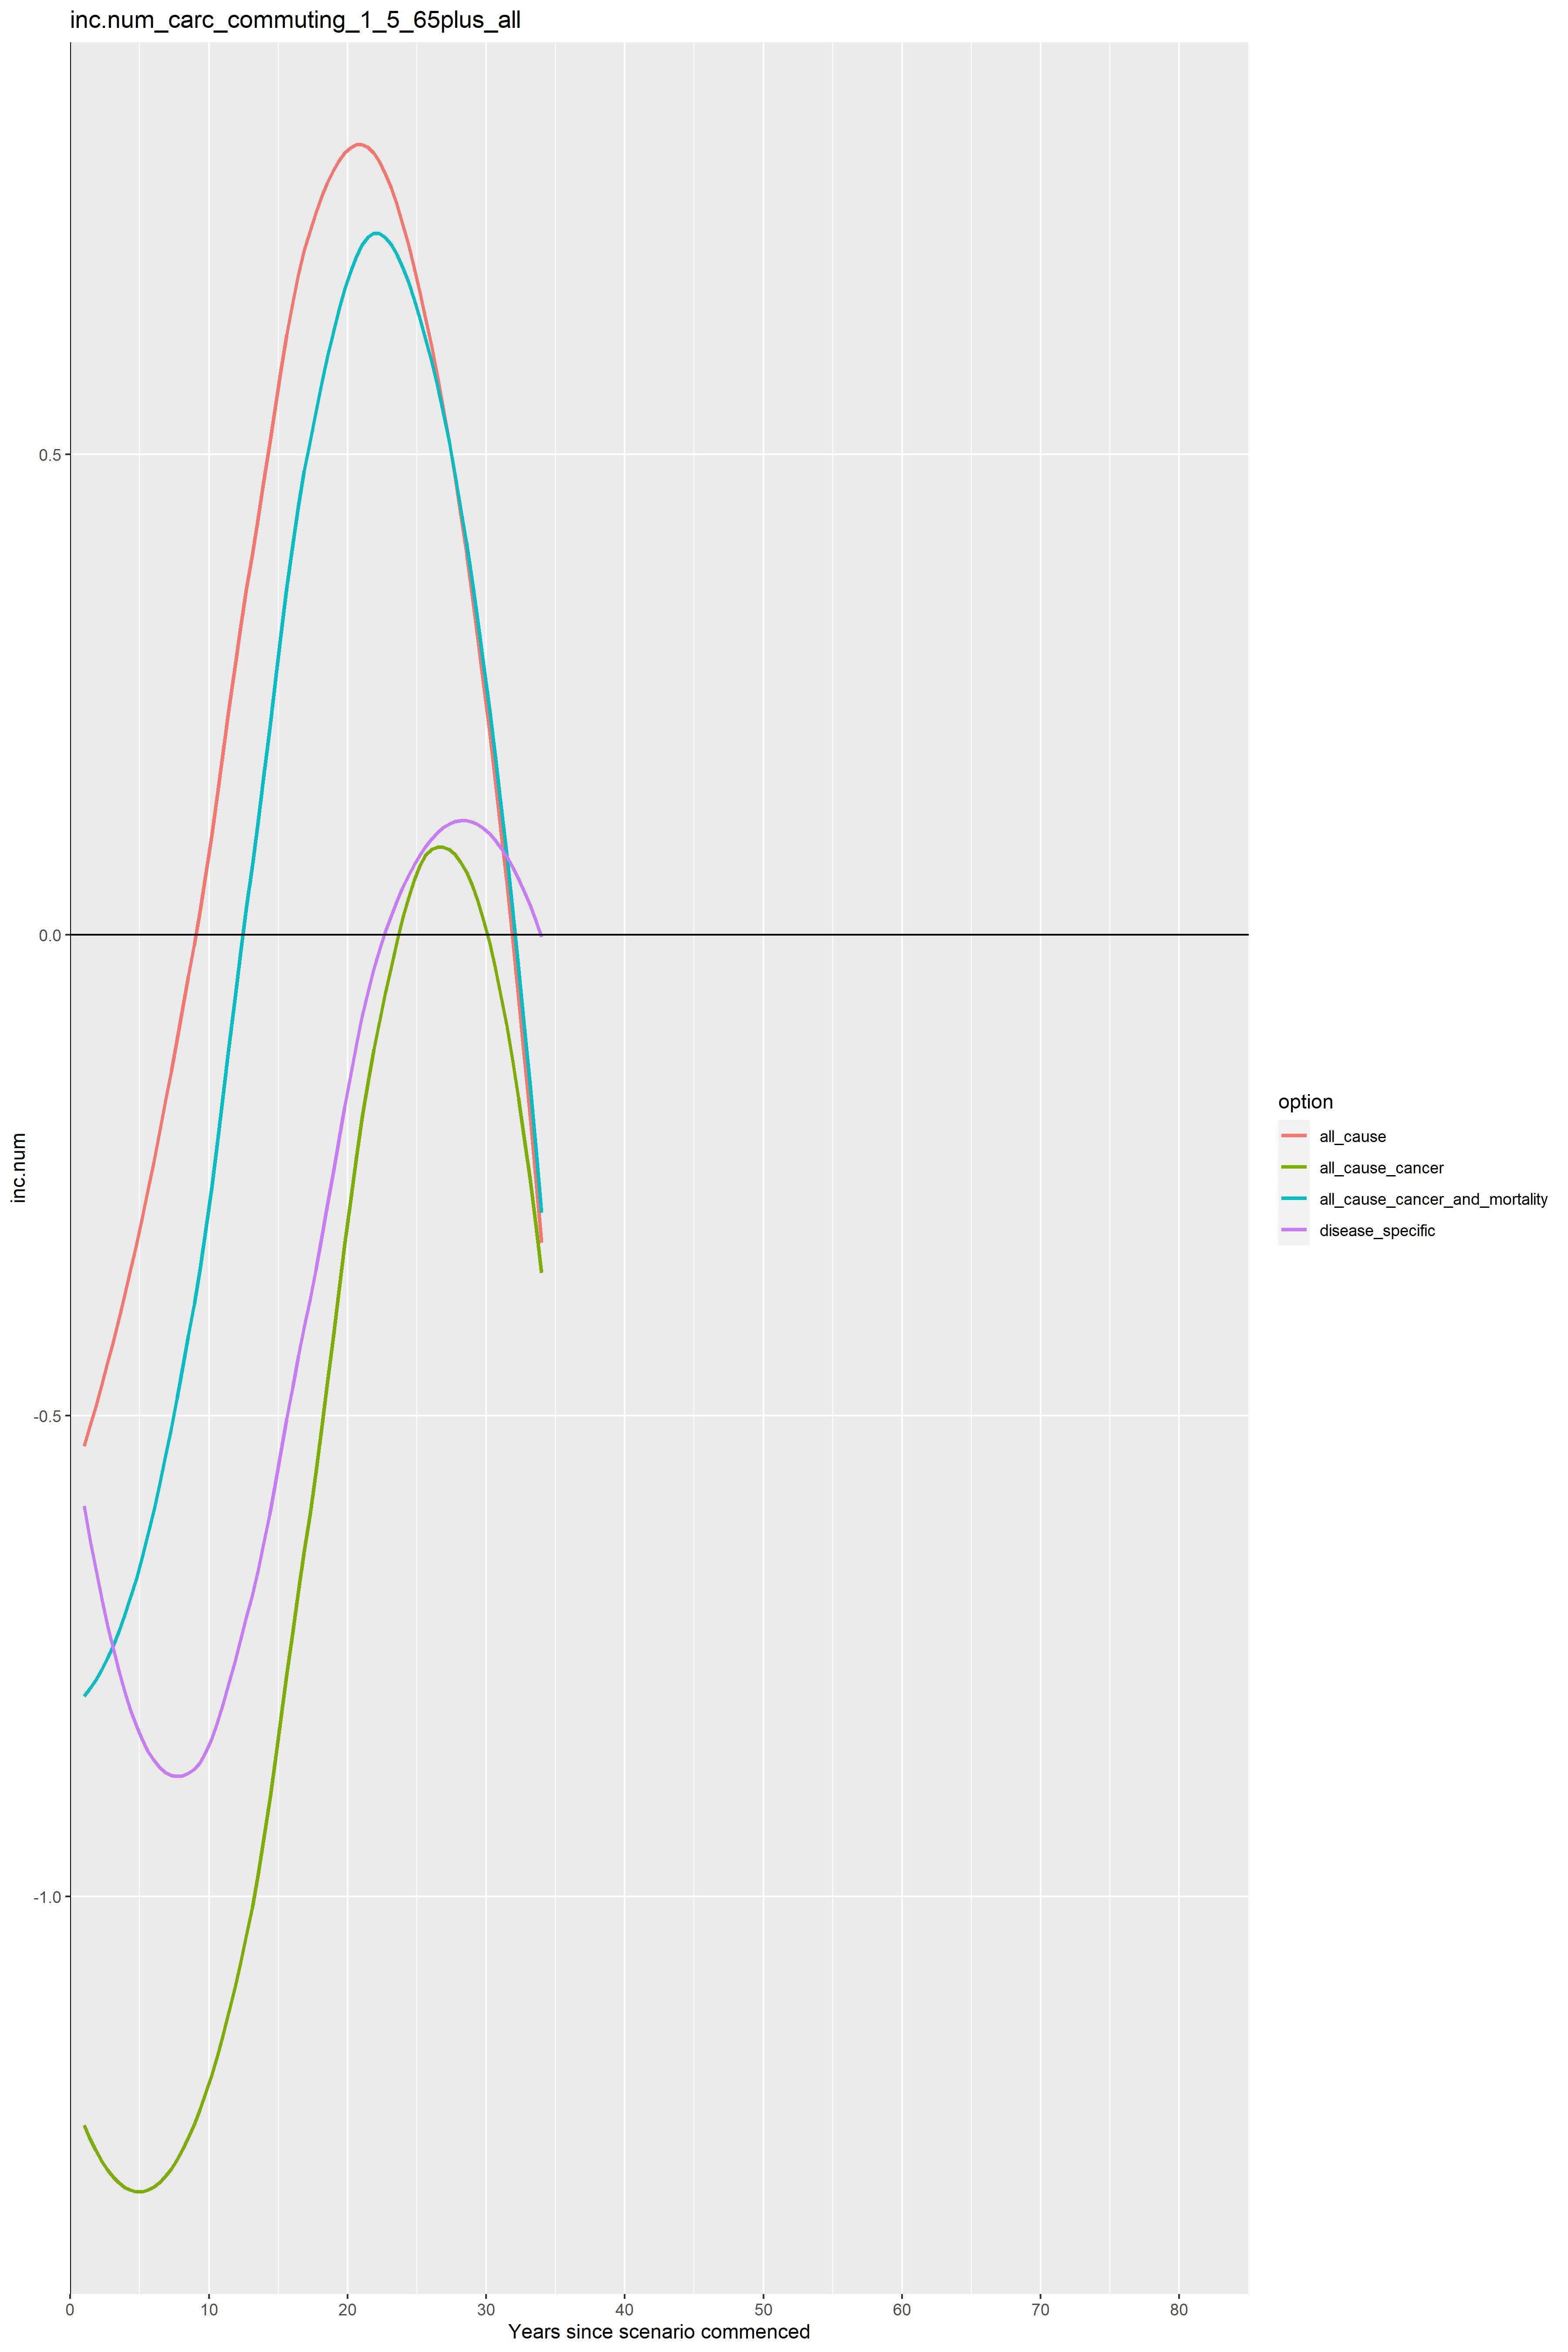 inc.num_carc_commuting_1_5_65plus_all
0.5
0.0
-0.5
-1.0
inc.num
0 10 20 30 40 50 60 70 80
Years since scenario commenced
option
all_cause
all_cause_cancer
all_cause_cancer_and_mortality
disease_specific